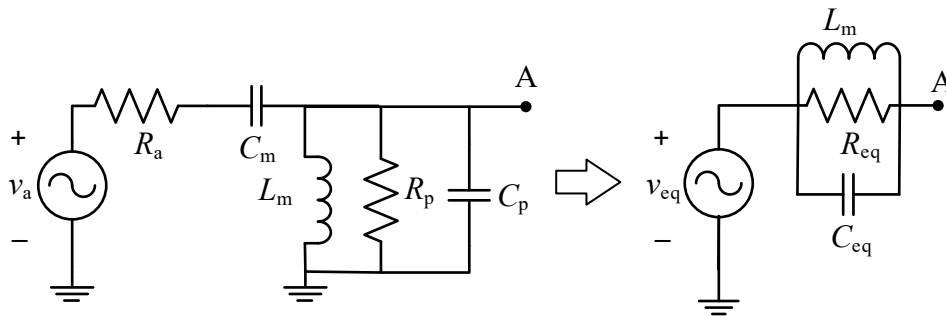 A
+
R_a
C_m
v_a
L_m
R_p
C_p
−
L_m
A
+
R_eq
v_eq
−
C_eq